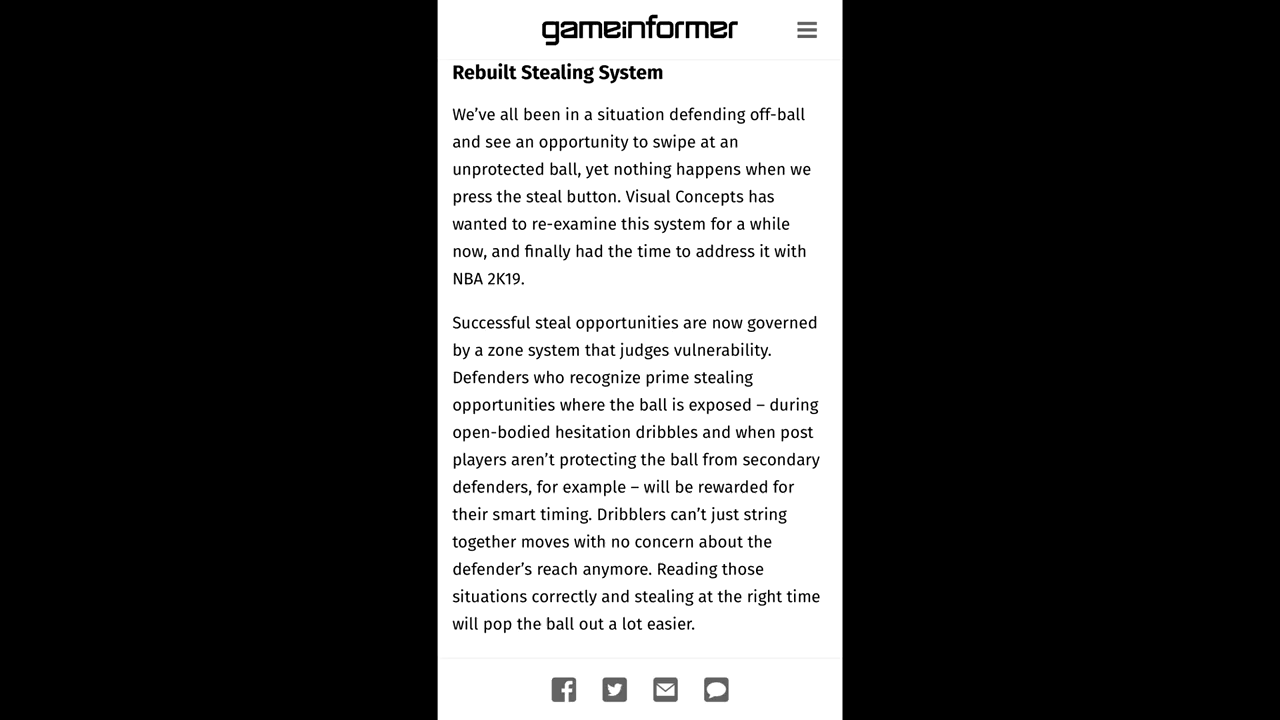 gameinformer
Rebuilt Stealing System
We’ve all been in a situation defending off-ball
and see an opportunity to swipe at an
unprotected ball, yet nothing happens when we
press the steal button. Visual Concepts has
wanted to re-examine this system for a while
now, and finally had the time to address it with
NBA 2K19.
Successful steal opportunities are now governed
by a zone system that judges vulnerability.
Defenders who recognize prime stealing
opportunities where the ball is exposed – during
open-bodied hesitation dribbles and when post
players aren’t protecting the ball from secondary
defenders, for example – will be rewarded for
their smart timing. Dribblers can’t just string
together moves with no concern about the
defender’s reach anymore. Reading those
situations correctly and stealing at the right time
will pop the ball out a lot easier.